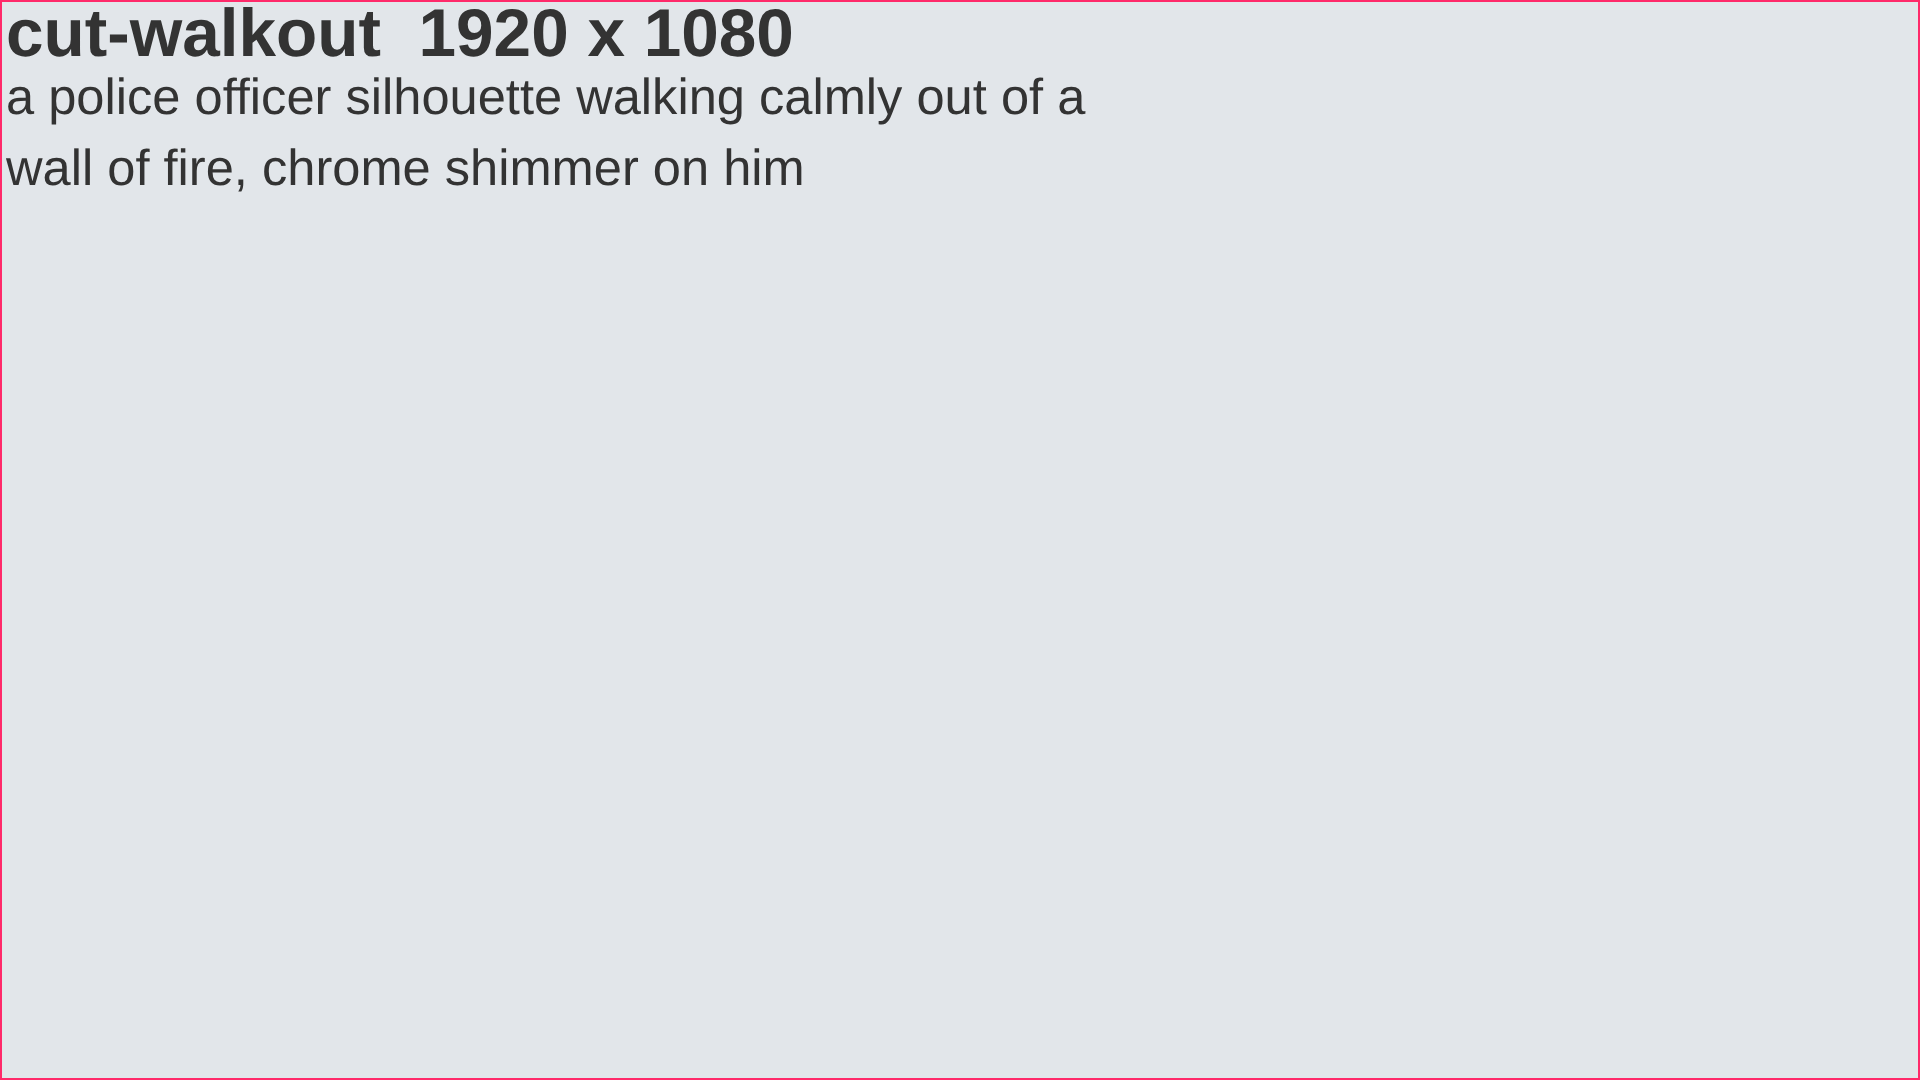 cut-walkout  1920 x 1080
a police officer silhouette walking calmly out of a
wall of fire, chrome shimmer on him